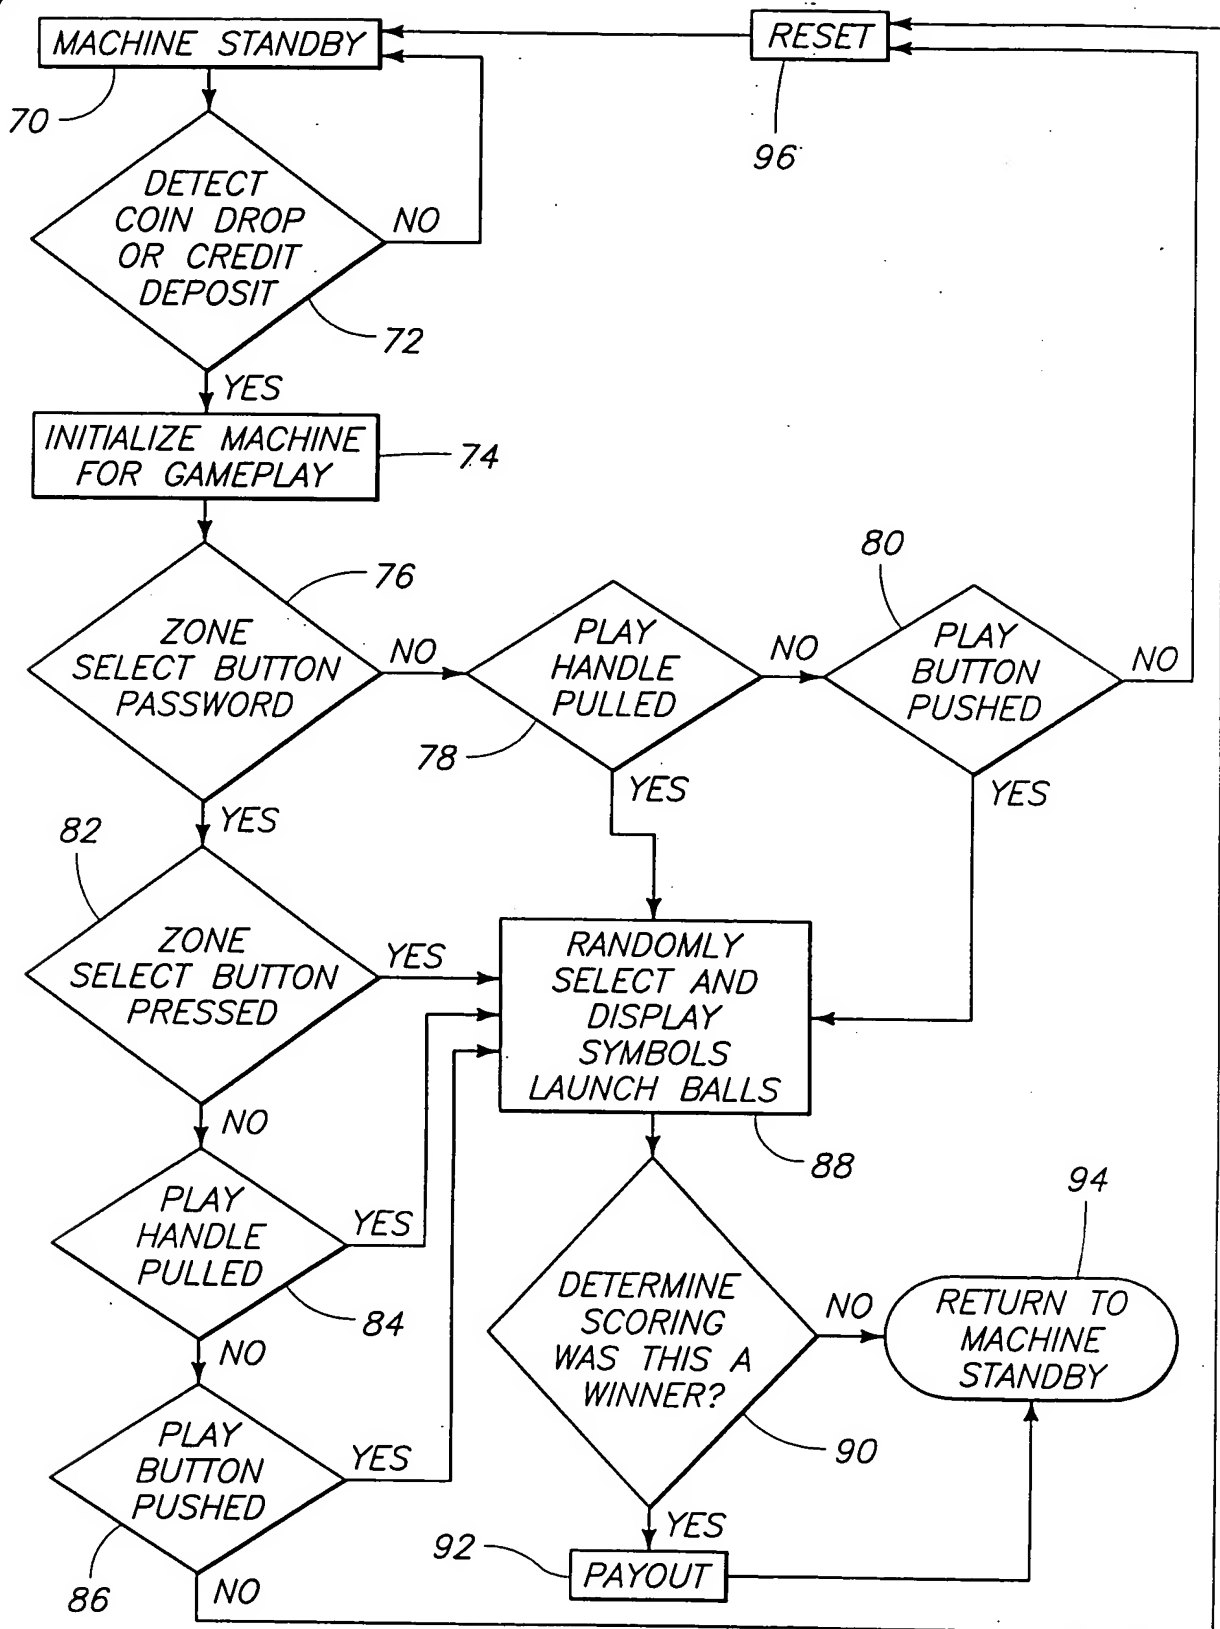 MACHINE STANDBY
RESET
70
96
DETECT
COIN DROP
OR CREDIT
DEPOSIT
NO
72
YES
INITIALIZE MACHINE
FOR GAMEPLAY
74
76
80
ZONE
SELECT BUTTON
PASSWORD
NO
PLAY
HANDLE
PULLED
NO
PLAY
BUTTON
PUSHED
NO
78
YES
YES
YES
82
ZONE
SELECT BUTTON
PRESSED
YES
RANDOMLY
SELECT AND
DISPLAY
SYMBOLS
LAUNCH BALLS
NO
88
PLAY
HANDLE
PULLED
YES
84
94
DETERMINE
SCORING
WAS THIS A
WINNER?
NO
RETURN TO
MACHINE
STANDBY
NO
90
PLAY
BUTTON
PUSHED
YES
YES
92
PAYOUT
86
NO